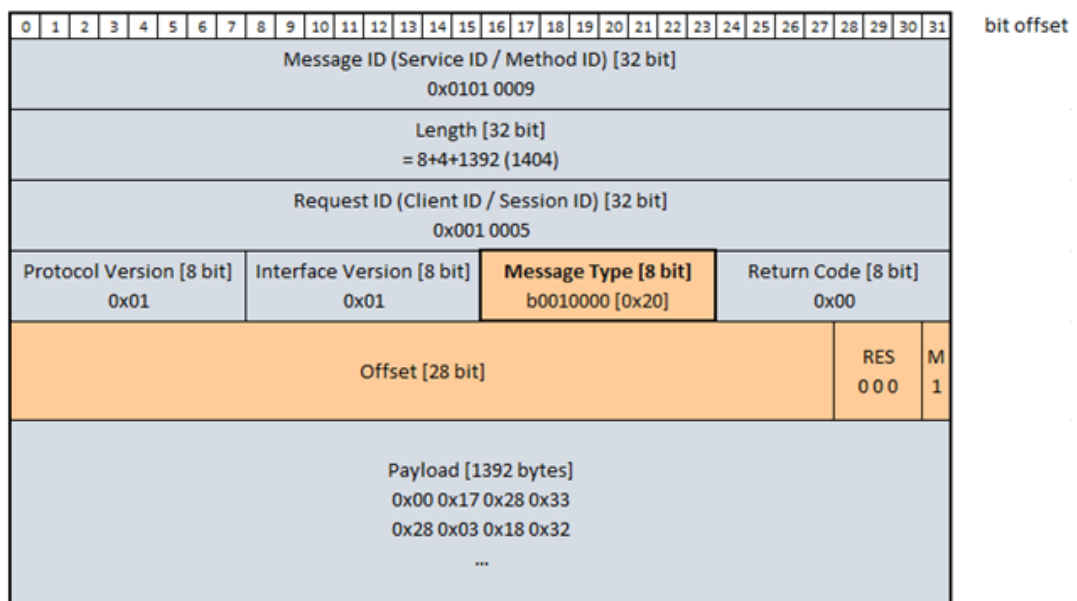 0 1 2 3 4 5 6 7 8 9 10 11 12 13 14 15 16 17 18 19 20 21 22 23 24 25 26 27 28 29 30 31 bit offset
Message ID (Service ID / Method ID) [32 bit]
0x0101 0009
Length [32 bit]
= 8+4+1392 (1404)
Request ID (Client ID / Session ID) [32 bit]
0x001 0005
Protocol Version [8 bit] Interface Version [8 bit] Message Type [8 bit] Return Code [8 bit]
0x01 0x01 b0010000 [0x20] 0x00
Offset [28 bit] RES M
0 0 0 1
Payload [1392 bytes]
0x00 0x17 0x28 0x33
0x28 0x03 0x18 0x32
...